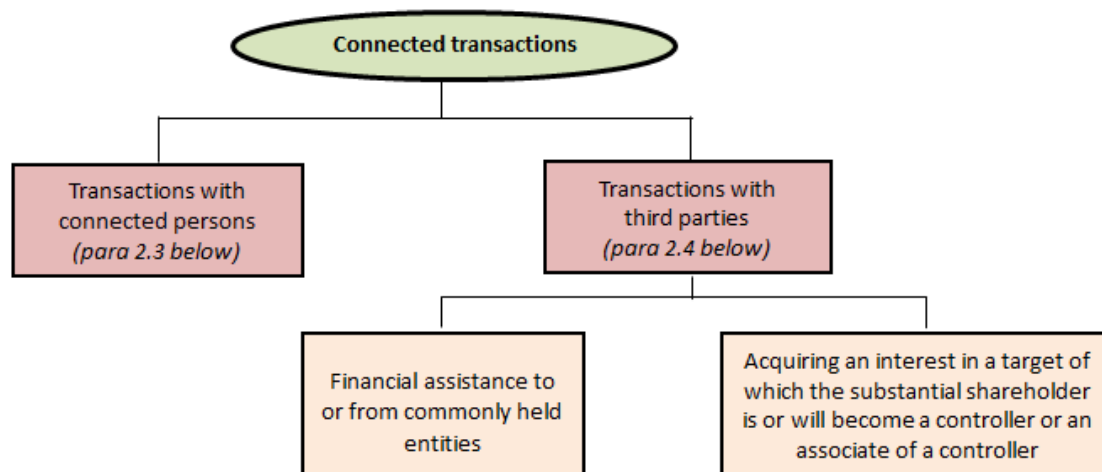 Connected transactions
Transactions with
connected persons
(para 2.3 below)
Transactions with
third parties
(para 2.4 below)
Financial assistance to
or from commonly held
entities
Acquiring an interest in a target of
which the substantial shareholder
is or will become a controller or an
associate of a controller